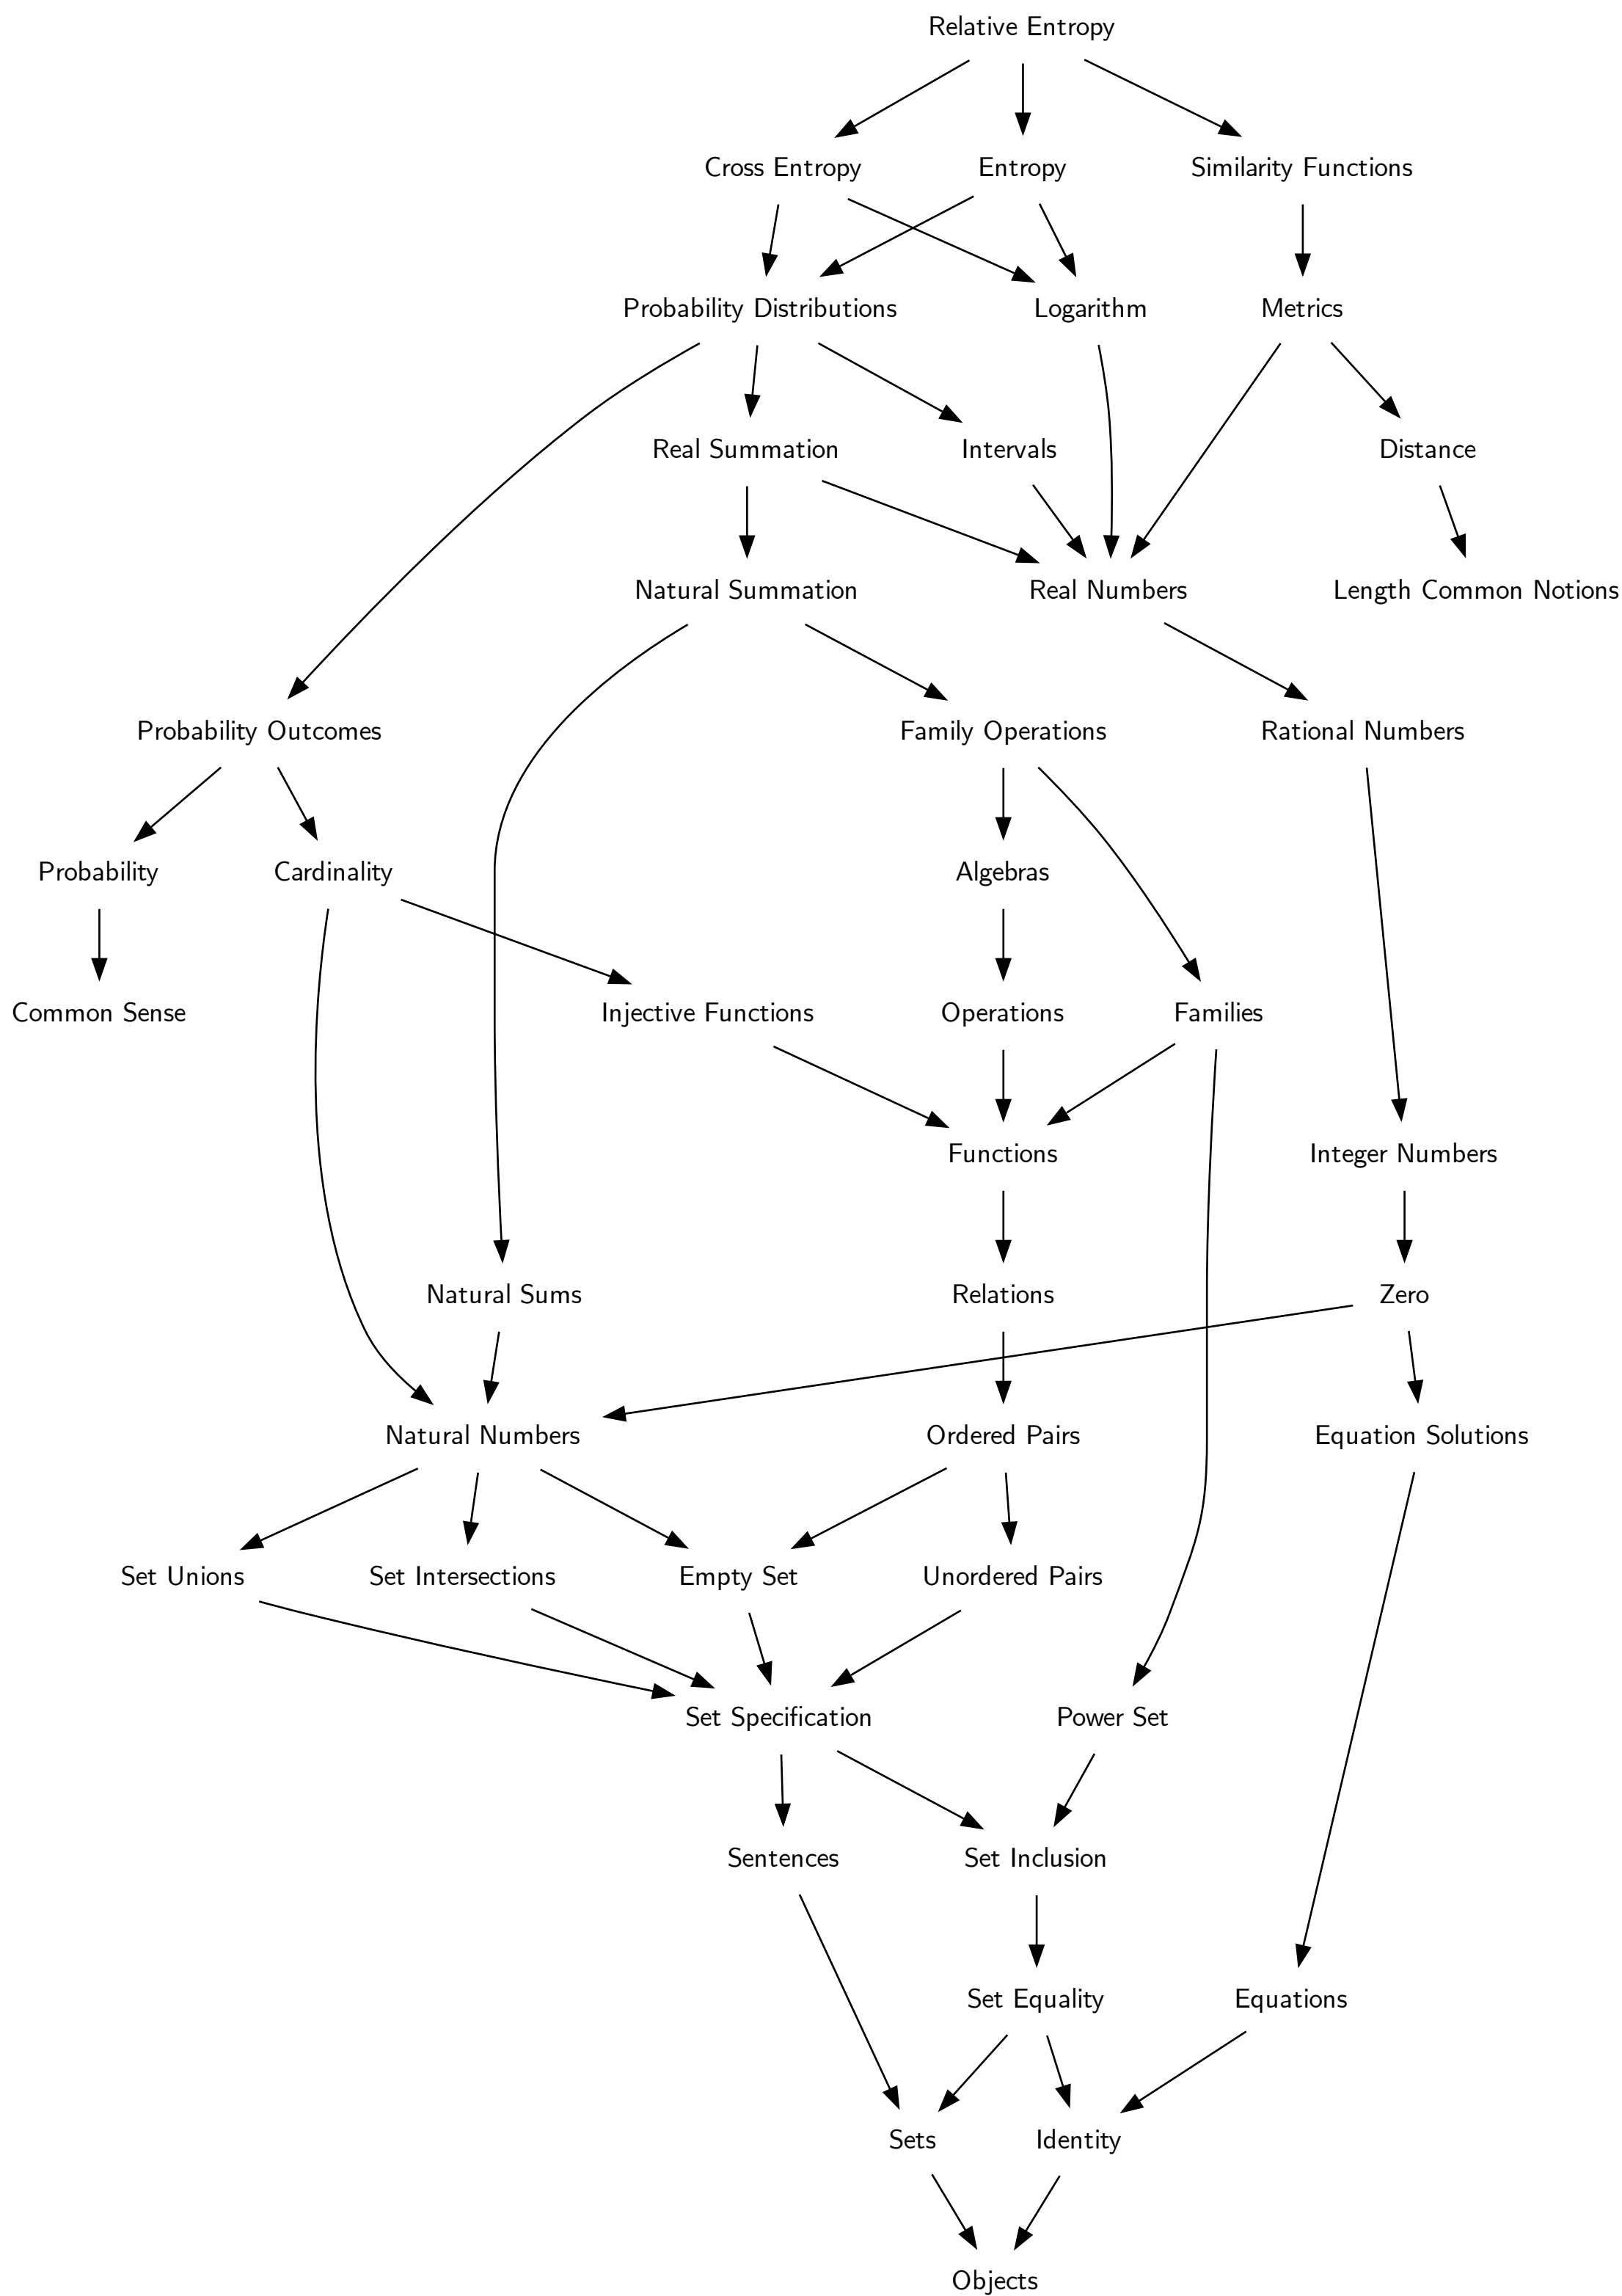 Relative Entropy
Cross Entropy
Entropy
Similarity Functions
Probability Distributions
Logarithm
Metrics
Real Summation
Intervals
Distance
Natural Summation
Real Numbers
Length Common Notions
Probability Outcomes
Family Operations
Rational Numbers
Probability
Cardinality
Algebras
Common Sense
Injective Functions
Operations
Families
Functions
Integer Numbers
Natural Sums
Relations
Zero
Natural Numbers
Ordered Pairs
Equation Solutions
Set Unions
Set Intersections
Empty Set
Unordered Pairs
Set Specification
Power Set
Sentences
Set Inclusion
Set Equality
Equations
Sets
Identity
Objects